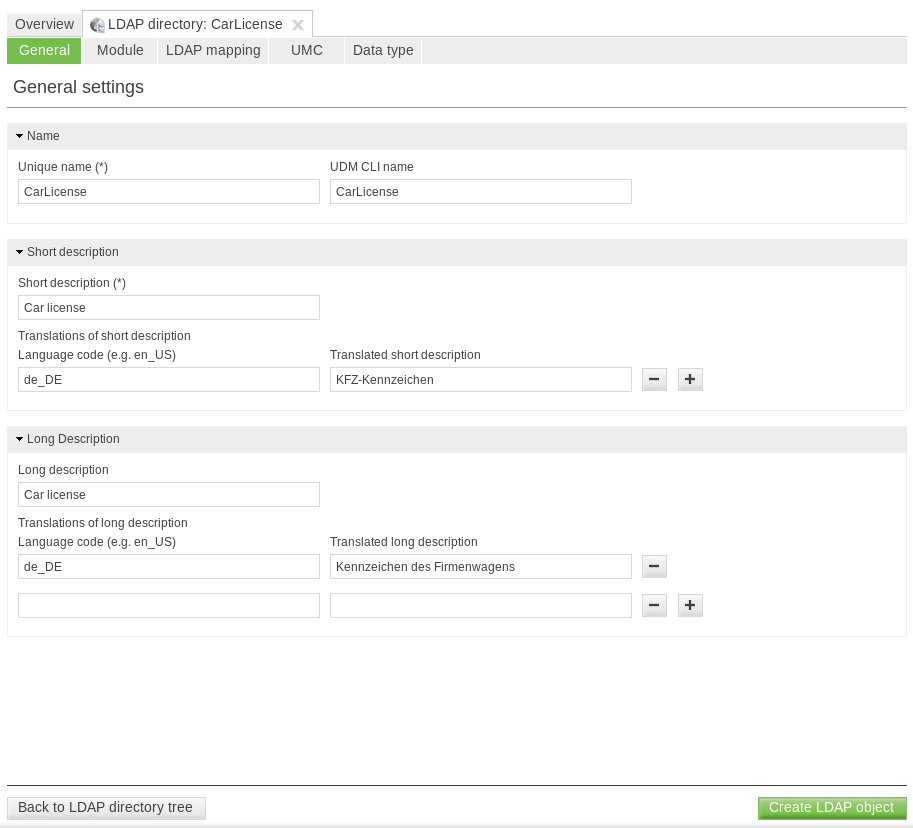 Overview LDAP directory: CarLicense
General Module LDAP mapping UMC Data type
General settings
Name
Unique name (*) UDM CLI name
CarLicense CarLicense
Short description
Short description (*)
Car license
Translations of short description
Language code (e.g. en_US) Translated short description
de_DE KFZ-Kennzeichen
Long Description
Long description
Car license
Translations of long description
Language code (e.g. en_US) Translated long description
de_DE Kennzeichen des Firmenwagens
Back to LDAP directory tree Create LDAP object